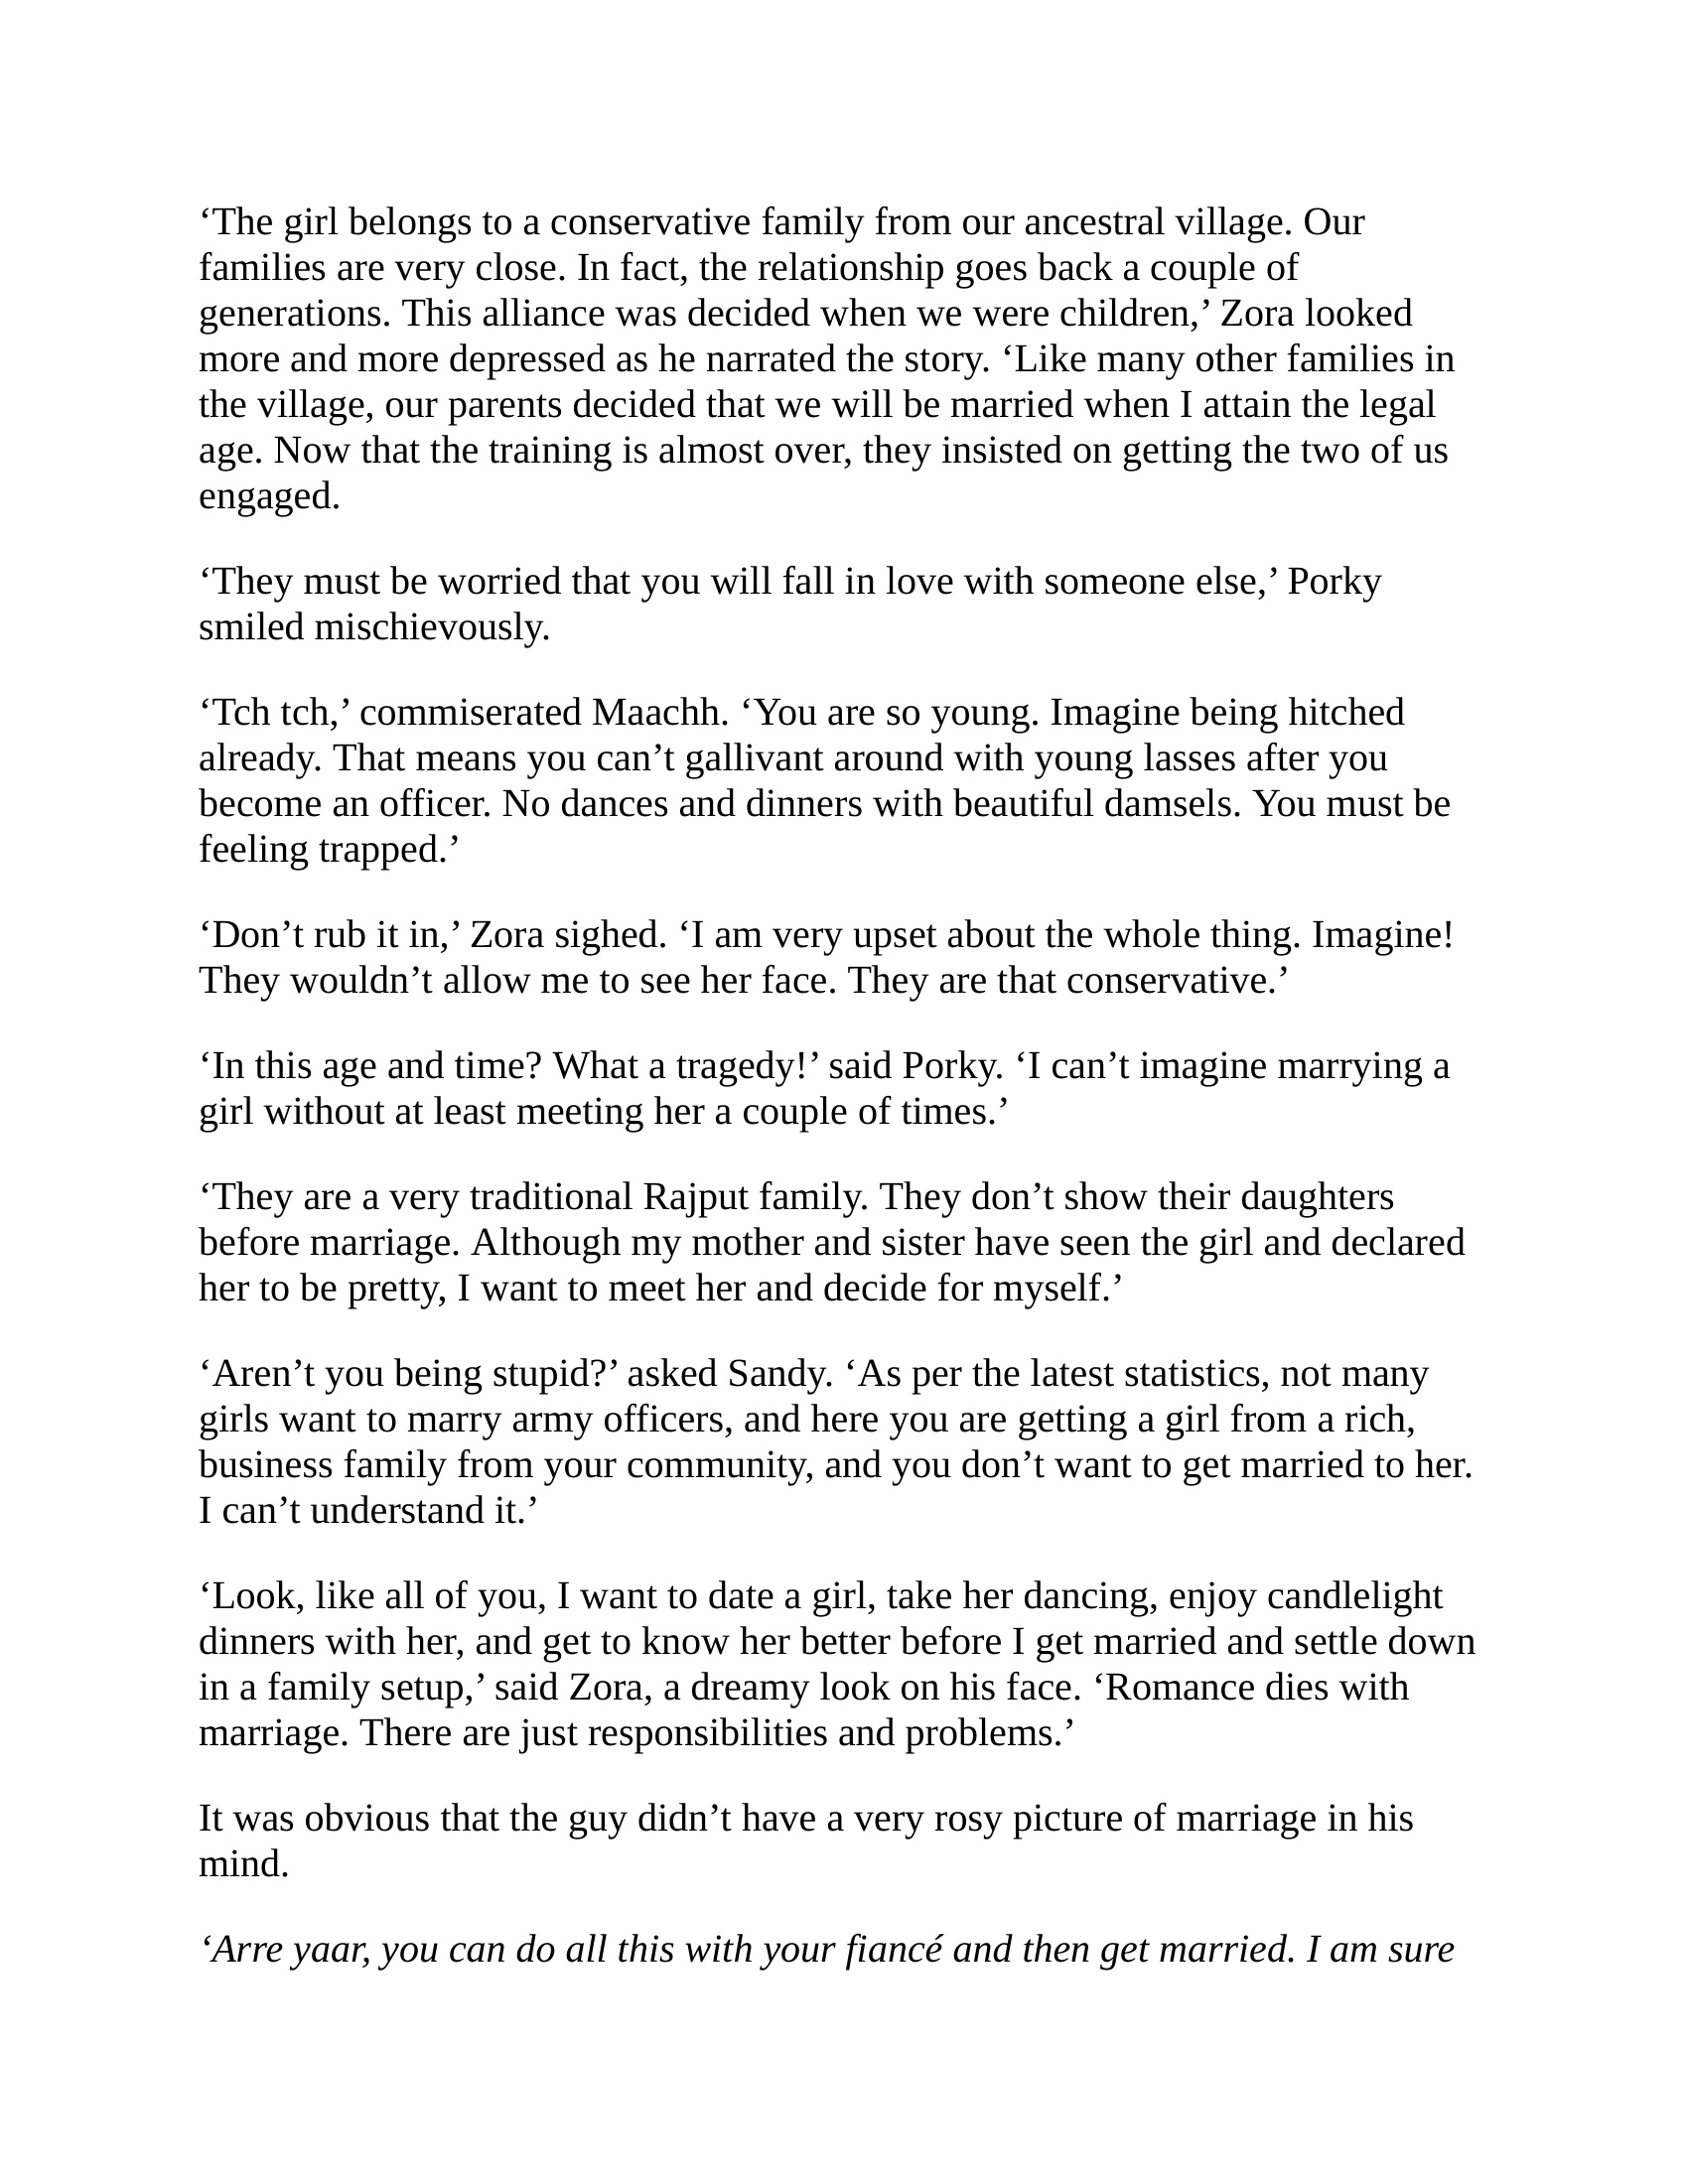 ‘The girl belongs to a conservative family from our ancestral village. Our
families are very close. In fact, the relationship goes back a couple of
generations. This alliance was decided when we were children,’ Zora looked
more and more depressed as he narrated the story. ‘Like many other families in
the village, our parents decided that we will be married when I attain the legal
age. Now that the training is almost over, they insisted on getting the two of us
engaged.
‘They must be worried that you will fall in love with someone else,’ Porky
smiled mischievously.
‘Tch tch,’ commiserated Maachh. ‘You are so young. Imagine being hitched
already. That means you can’t gallivant around with young lasses after you
become an officer. No dances and dinners with beautiful damsels. You must be
feeling trapped.’
‘Don’t rub it in,’ Zora sighed. ‘I am very upset about the whole thing. Imagine!
They wouldn’t allow me to see her face. They are that conservative.’
‘In this age and time? What a tragedy!’ said Porky. ‘I can’t imagine marrying a
girl without at least meeting her a couple of times.’
‘They are a very traditional Rajput family. They don’t show their daughters
before marriage. Although my mother and sister have seen the girl and declared
her to be pretty, I want to meet her and decide for myself.’
‘Aren’t you being stupid?’ asked Sandy. ‘As per the latest statistics, not many
girls want to marry army officers, and here you are getting a girl from a rich,
business family from your community, and you don’t want to get married to her.
I can’t understand it.’
‘Look, like all of you, I want to date a girl, take her dancing, enjoy candlelight
dinners with her, and get to know her better before I get married and settle down
in a family setup,’ said Zora, a dreamy look on his face. ‘Romance dies with
marriage. There are just responsibilities and problems.’
It was obvious that the guy didn’t have a very rosy picture of marriage in his
mind.
‘Arre yaar, you can do all this with your fiancé and then get married. I am sure